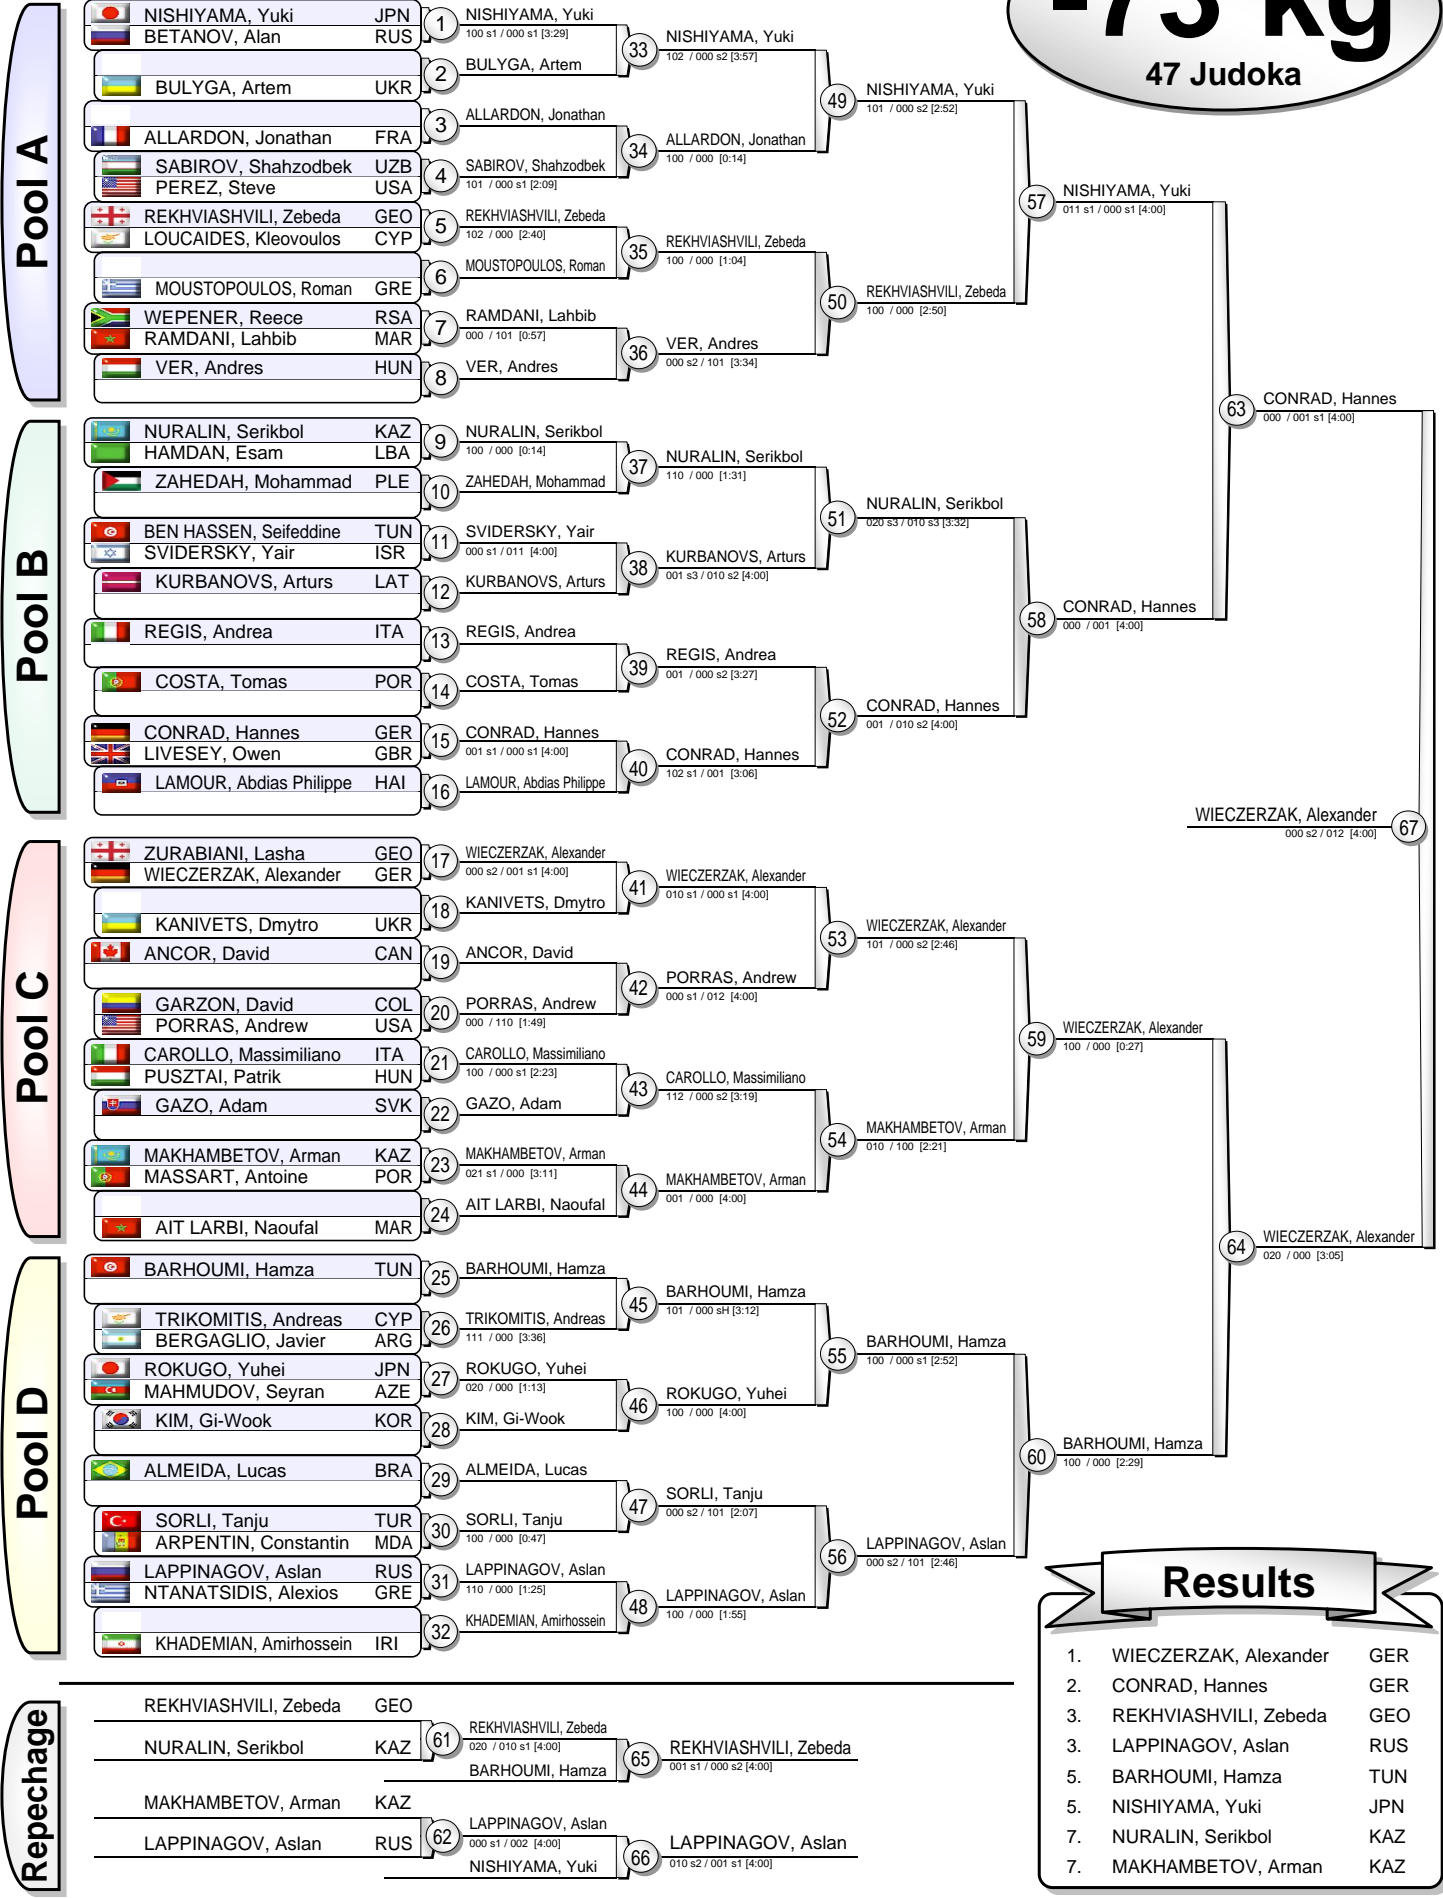 -73 kg
47 Judoka
Pool A
NISHIYAMA, Yuki JPN
BETANOV, Alan RUS
BULYGA, Artem UKR
ALLARDON, Jonathan FRA
SABIROV, Shahzodbek UZB
PEREZ, Steve USA
REKHVIASHVILI, Zebeda GEO
LOUCAIDES, Kleovoulos CYP
MOUSTOPOULOS, Roman GRE
WEPENER, Reece RSA
RAMDANI, Lahbib MAR
VER, Andres HUN
1 NISHIYAMA, Yuki
100 s1 / 000 s1 [3:29]
2 BULYGA, Artem
3 ALLARDON, Jonathan
4 SABIROV, Shahzodbek
101 / 000 s1 [2:09]
5 REKHVIASHVILI, Zebeda
102 / 000 [2:40]
6 MOUSTOPOULOS, Roman
7 RAMDANI, Lahbib
000 / 101 [0:57]
8 VER, Andres
33 NISHIYAMA, Yuki
102 / 000 s2 [3:57]
34 ALLARDON, Jonathan
100 / 000 [0:14]
35 REKHVIASHVILI, Zebeda
100 / 000 [1:04]
36 VER, Andres
000 s2 / 101 [3:34]
49 NISHIYAMA, Yuki
101 / 000 s2 [2:52]
50 REKHVIASHVILI, Zebeda
100 / 000 [2:50]
57 NISHIYAMA, Yuki
011 s1 / 000 s1 [4:00]
Pool B
NURALIN, Serikbol KAZ
HAMDAN, Esam LBA
ZAHEDAH, Mohammad PLE
BEN HASSEN, Seifeddine TUN
SVIDERSKY, Yair ISR
KURBANOVS, Arturs LAT
REGIS, Andrea ITA
COSTA, Tomas POR
CONRAD, Hannes GER
LIVESEY, Owen GBR
LAMOUR, Abdias Philippe HAI
9 NURALIN, Serikbol
100 / 000 [0:14]
10 ZAHEDAH, Mohammad
11 SVIDERSKY, Yair
000 s1 / 011 [4:00]
12 KURBANOVS, Arturs
13 REGIS, Andrea
14 COSTA, Tomas
15 CONRAD, Hannes
001 s1 / 000 s1 [4:00]
16 LAMOUR, Abdias Philippe
37 NURALIN, Serikbol
110 / 000 [1:31]
38 KURBANOVS, Arturs
001 s3 / 010 s2 [4:00]
39 REGIS, Andrea
001 / 000 s2 [3:27]
40 CONRAD, Hannes
102 s1 / 001 [3:06]
51 NURALIN, Serikbol
020 s3 / 010 s3 [3:32]
52 CONRAD, Hannes
001 / 010 s2 [4:00]
58 CONRAD, Hannes
000 / 001 [4:00]
63 CONRAD, Hannes
000 / 001 s1 [4:00]
WIECZERZAK, Alexander 67
000 s2 / 012 [4:00]
Pool C
ZURABIANI, Lasha GEO
WIECZERZAK, Alexander GER
KANIVETS, Dmytro UKR
ANCOR, David CAN
GARZON, David COL
PORRAS, Andrew USA
CAROLLO, Massimiliano ITA
PUSZTAI, Patrik HUN
GAZO, Adam SVK
MAKHAMBETOV, Arman KAZ
MASSART, Antoine POR
AIT LARBI, Naoufal MAR
17 WIECZERZAK, Alexander
000 s2 / 001 s1 [4:00]
18 KANIVETS, Dmytro
19 ANCOR, David
20 PORRAS, Andrew
000 / 110 [1:49]
21 CAROLLO, Massimiliano
100 / 000 s1 [2:23]
22 GAZO, Adam
23 MAKHAMBETOV, Arman
021 s1 / 000 [3:11]
24 AIT LARBI, Naoufal
41 WIECZERZAK, Alexander
010 s1 / 000 s1 [4:00]
42 PORRAS, Andrew
000 s1 / 012 [4:00]
43 CAROLLO, Massimiliano
112 / 000 s2 [3:19]
44 MAKHAMBETOV, Arman
001 / 000 [4:00]
53 WIECZERZAK, Alexander
101 / 000 s2 [2:46]
54 MAKHAMBETOV, Arman
010 / 100 [2:21]
59 WIECZERZAK, Alexander
100 / 000 [0:27]
Pool D
BARHOUMI, Hamza TUN
TRIKOMITIS, Andreas CYP
BERGAGLIO, Javier ARG
ROKUGO, Yuhei JPN
MAHMUDOV, Seyran AZE
KIM, Gi-Wook KOR
ALMEIDA, Lucas BRA
SORLI, Tanju TUR
ARPENTIN, Constantin MDA
LAPPINAGOV, Aslan RUS
NTANATSIDIS, Alexios GRE
KHADEMIAN, Amirhossein IRI
25 BARHOUMI, Hamza
26 TRIKOMITIS, Andreas
111 / 000 [3:36]
27 ROKUGO, Yuhei
020 / 000 [1:13]
28 KIM, Gi-Wook
29 ALMEIDA, Lucas
30 SORLI, Tanju
100 / 000 [0:47]
31 LAPPINAGOV, Aslan
110 / 000 [1:25]
32 KHADEMIAN, Amirhossein
45 BARHOUMI, Hamza
101 / 000 sH [3:12]
46 ROKUGO, Yuhei
100 / 000 [4:00]
47 SORLI, Tanju
000 s2 / 101 [2:07]
48 LAPPINAGOV, Aslan
100 / 000 [1:55]
55 BARHOUMI, Hamza
100 / 000 s1 [2:52]
56 LAPPINAGOV, Aslan
000 s2 / 101 [2:46]
60 BARHOUMI, Hamza
100 / 000 [2:29]
64 WIECZERZAK, Alexander
020 / 000 [3:05]
Repechage
REKHVIASHVILI, Zebeda GEO
NURALIN, Serikbol KAZ
MAKHAMBETOV, Arman KAZ
LAPPINAGOV, Aslan RUS
61 REKHVIASHVILI, Zebeda
020 / 010 s1 [4:00]
BARHOUMI, Hamza
62 LAPPINAGOV, Aslan
000 s1 / 002 [4:00]
NISHIYAMA, Yuki
65 REKHVIASHVILI, Zebeda
001 s1 / 000 s2 [4:00]
66 LAPPINAGOV, Aslan
010 s2 / 001 s1 [4:00]
Results
1. WIECZERZAK, Alexander GER
2. CONRAD, Hannes GER
3. REKHVIASHVILI, Zebeda GEO
3. LAPPINAGOV, Aslan RUS
5. BARHOUMI, Hamza TUN
5. NISHIYAMA, Yuki JPN
7. NURALIN, Serikbol KAZ
7. MAKHAMBETOV, Arman KAZ